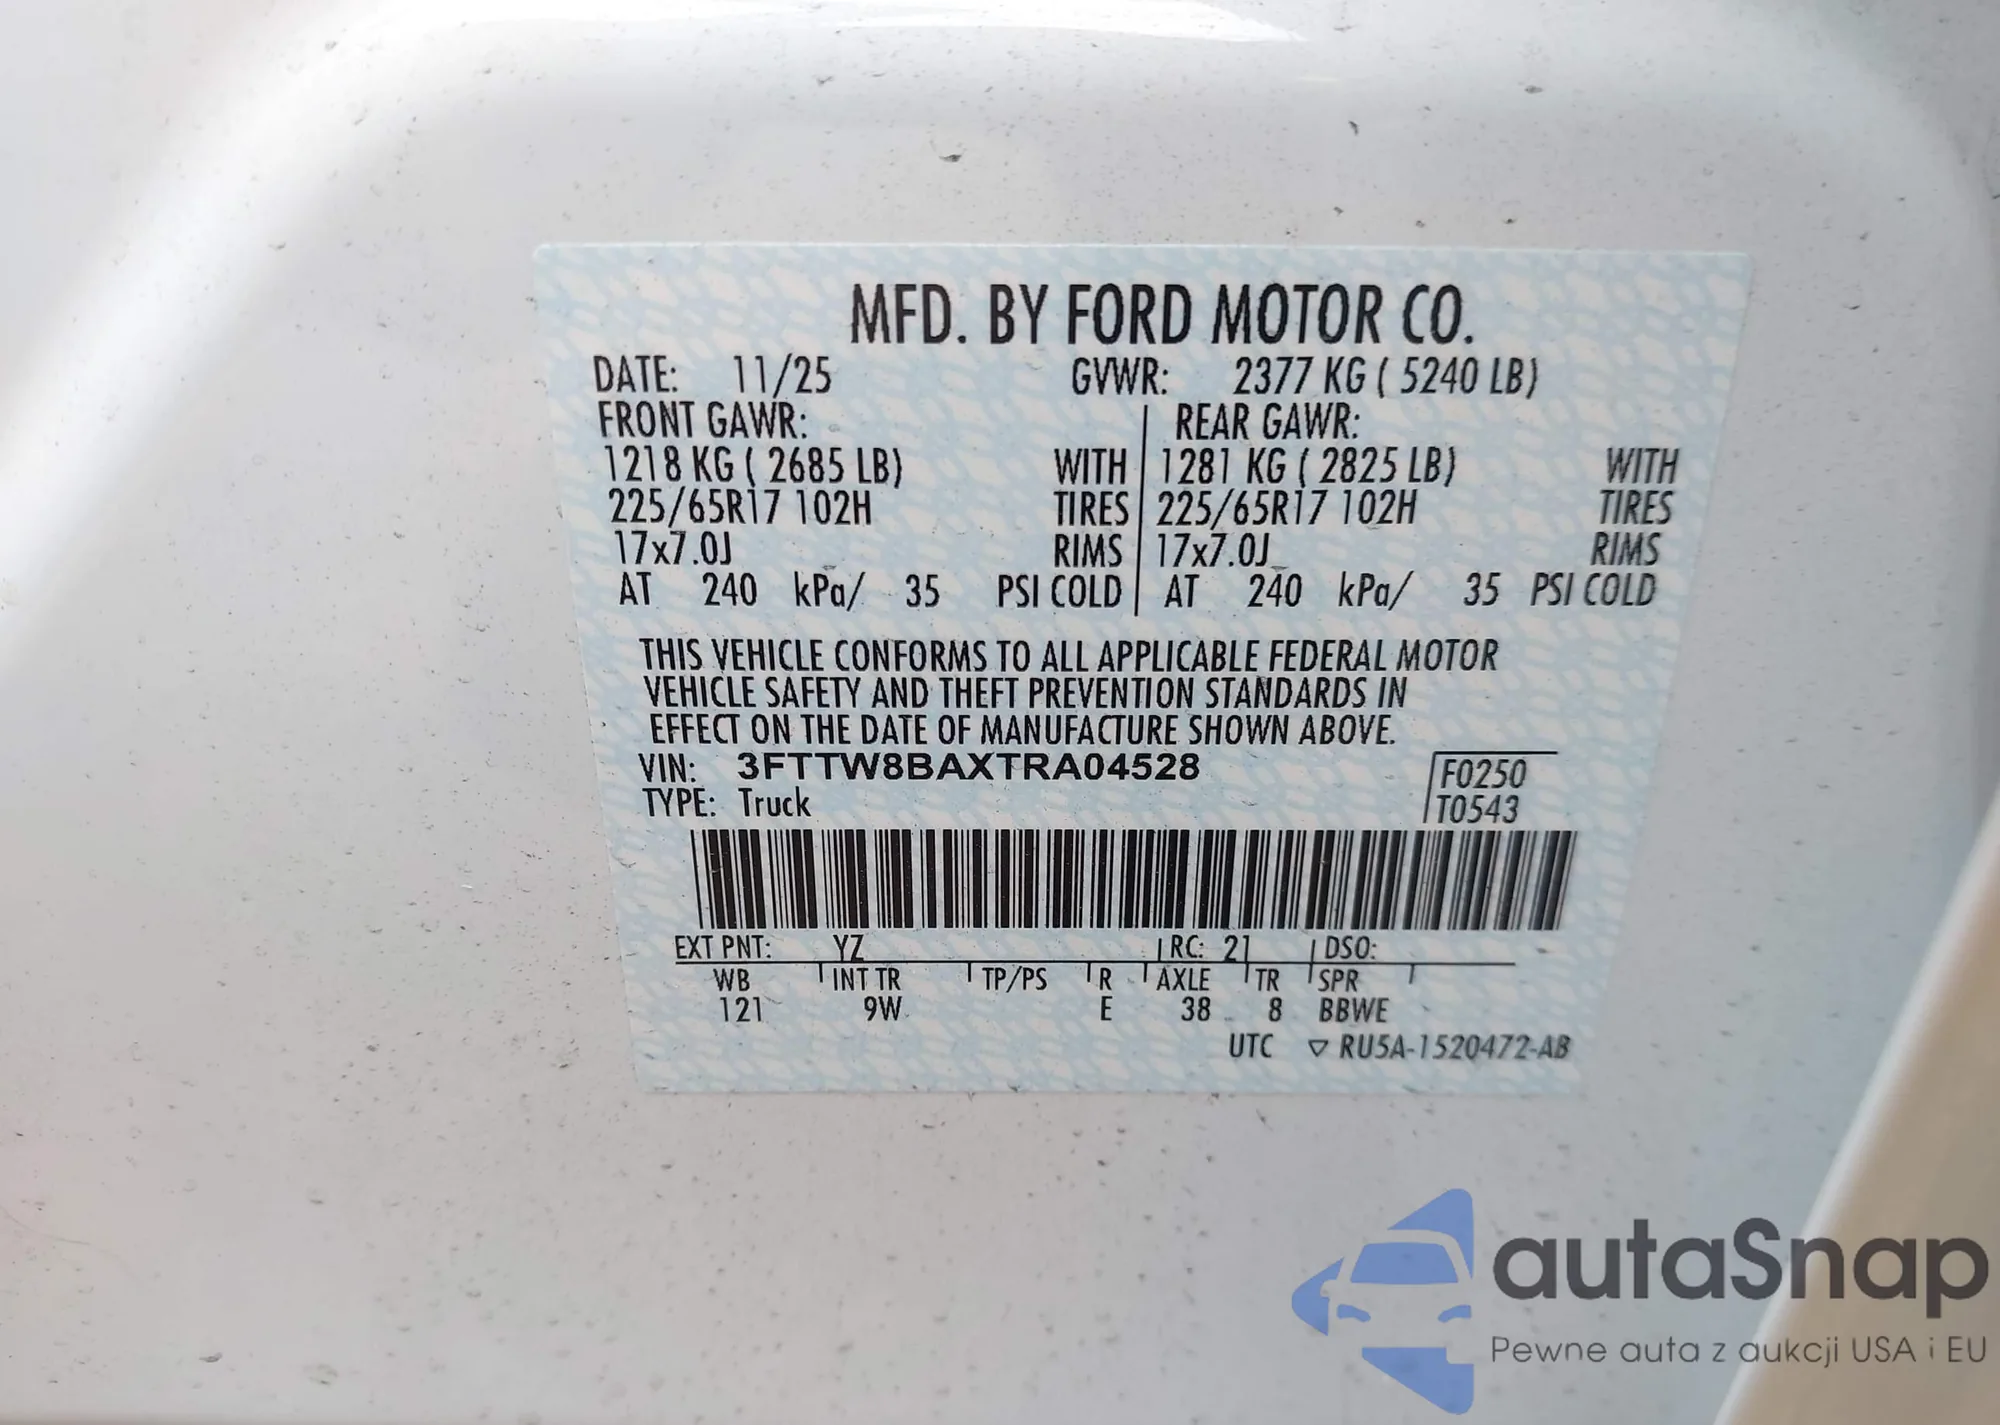 MFD. BY FORD MOTOR CO.
DATE: 11/25 GVWR: 2377 KG ( 5240 LB)
FRONT GAWR: REAR GAWR:
1218 KG ( 2685 LB) WITH 1281 KG ( 2825 LB) WITH
225/65R17 102H TIRES 225/65R17 102H TIRES
17x7.0J RIMS 17x7.0J RIMS
AT 240 kPa/ 35 PSI COLD AT 240 kPa/ 35 PSI COLD
THIS VEHICLE CONFORMS TO ALL APPLICABLE FEDERAL MOTOR
VEHICLE SAFETY AND THEFT PREVENTION STANDARDS IN
EFFECT ON THE DATE OF MANUFACTURE SHOWN ABOVE.
VIN: 3FTTW8BAXTRA04528 F0250
TYPE: Truck T0543
EXT PNT: YZ RC: 21 DSO:
WB INT TR TP/PS R AXLE TR SPR
121 9W E 38 8 BBWE
UTC ▽ RU5A-1520472-AB
autaSnap
Pewne auta z aukcji USA i EU